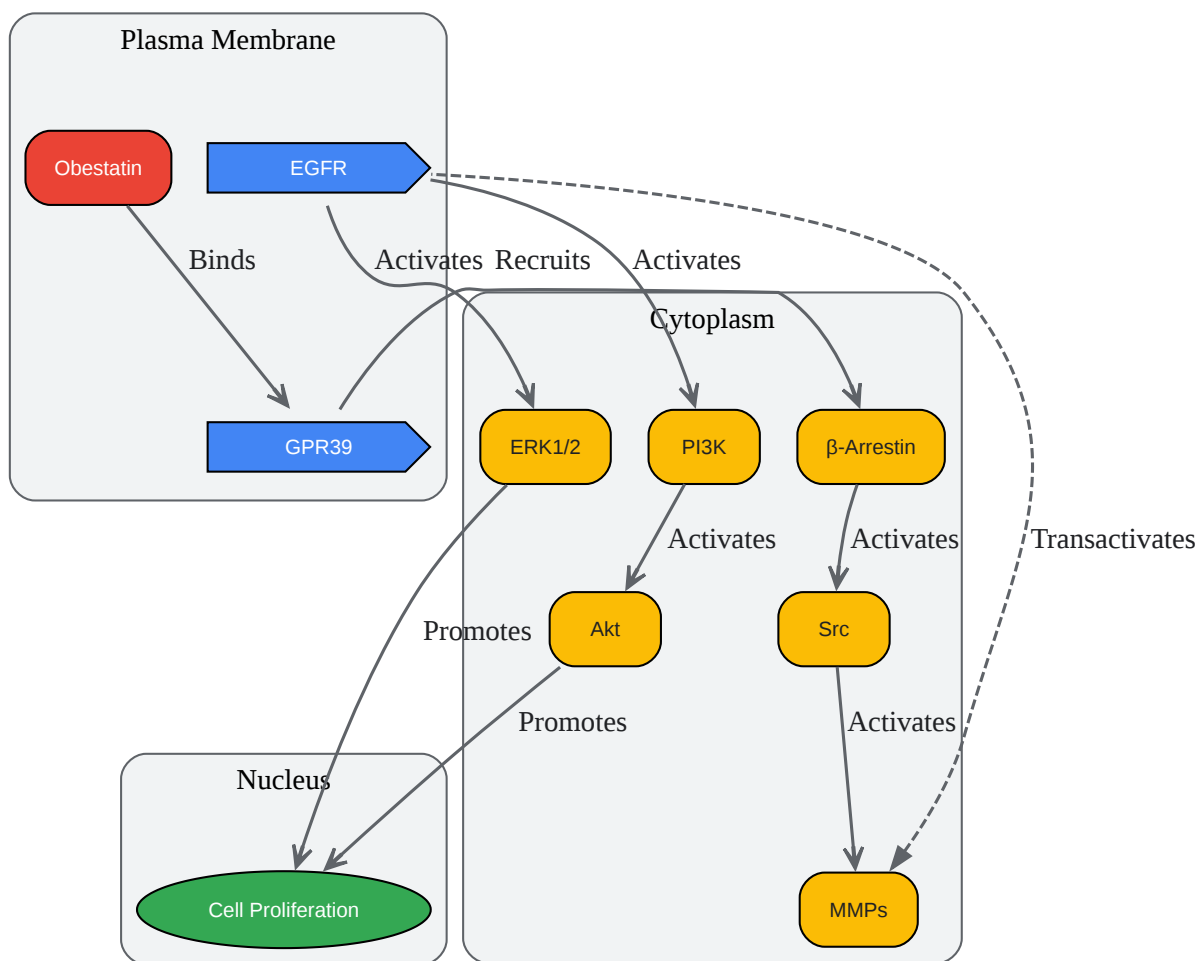 Plasma Membrane
Obestatin
EGFR
Binds
Activates
Recruits
Activates
Cytoplasm
GPR39
ERK1/2
PI3K
β-Arrestin
Activates
Activates
Transactivates
Promotes
Akt
Src
Promotes
Activates
Nucleus
Cell Proliferation
MMPs